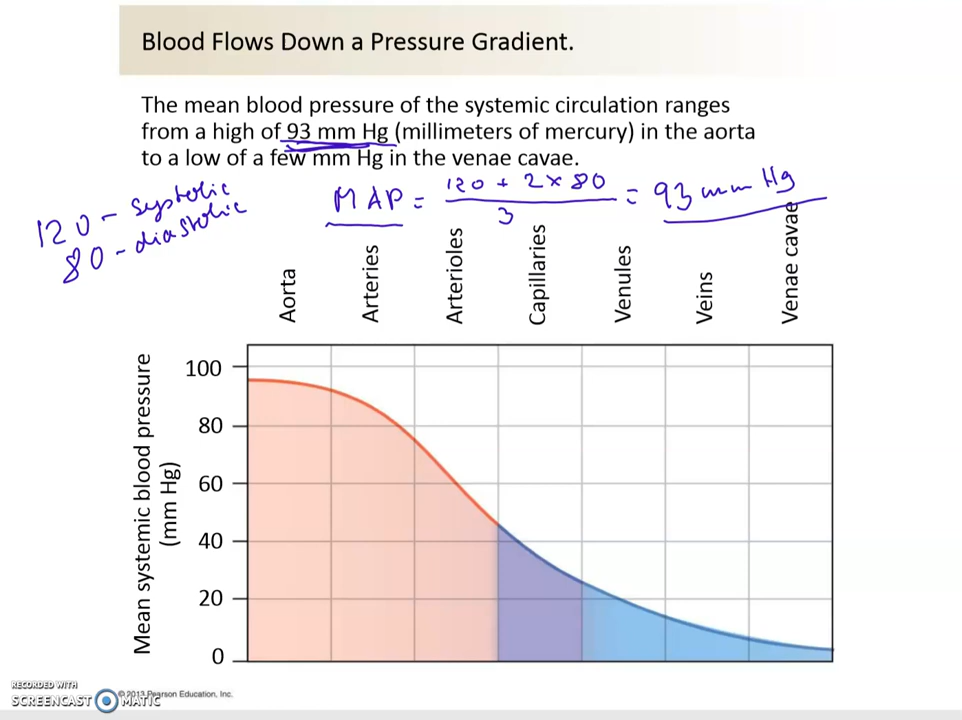 Blood Flows Down a Pressure Gradient.
The mean blood pressure of the systemic circulation ranges
from a high of 93 mm Hg (millimeters of mercury) in the aorta
to a low of a few mm Hg in the venae cavae.
120 - systolic
80 - diastolic
MAP = 120 + 2 × 80 / 3 = 93 mm Hg
Aorta
Arteries
Arterioles
Capillaries
Venules
Veins
Venae cavae
Mean systemic blood pressure
(mm Hg)
100
80
60
40
20
0
© 2013 Pearson Education, Inc.
RECORDED WITH
SCREENCAST MATIC